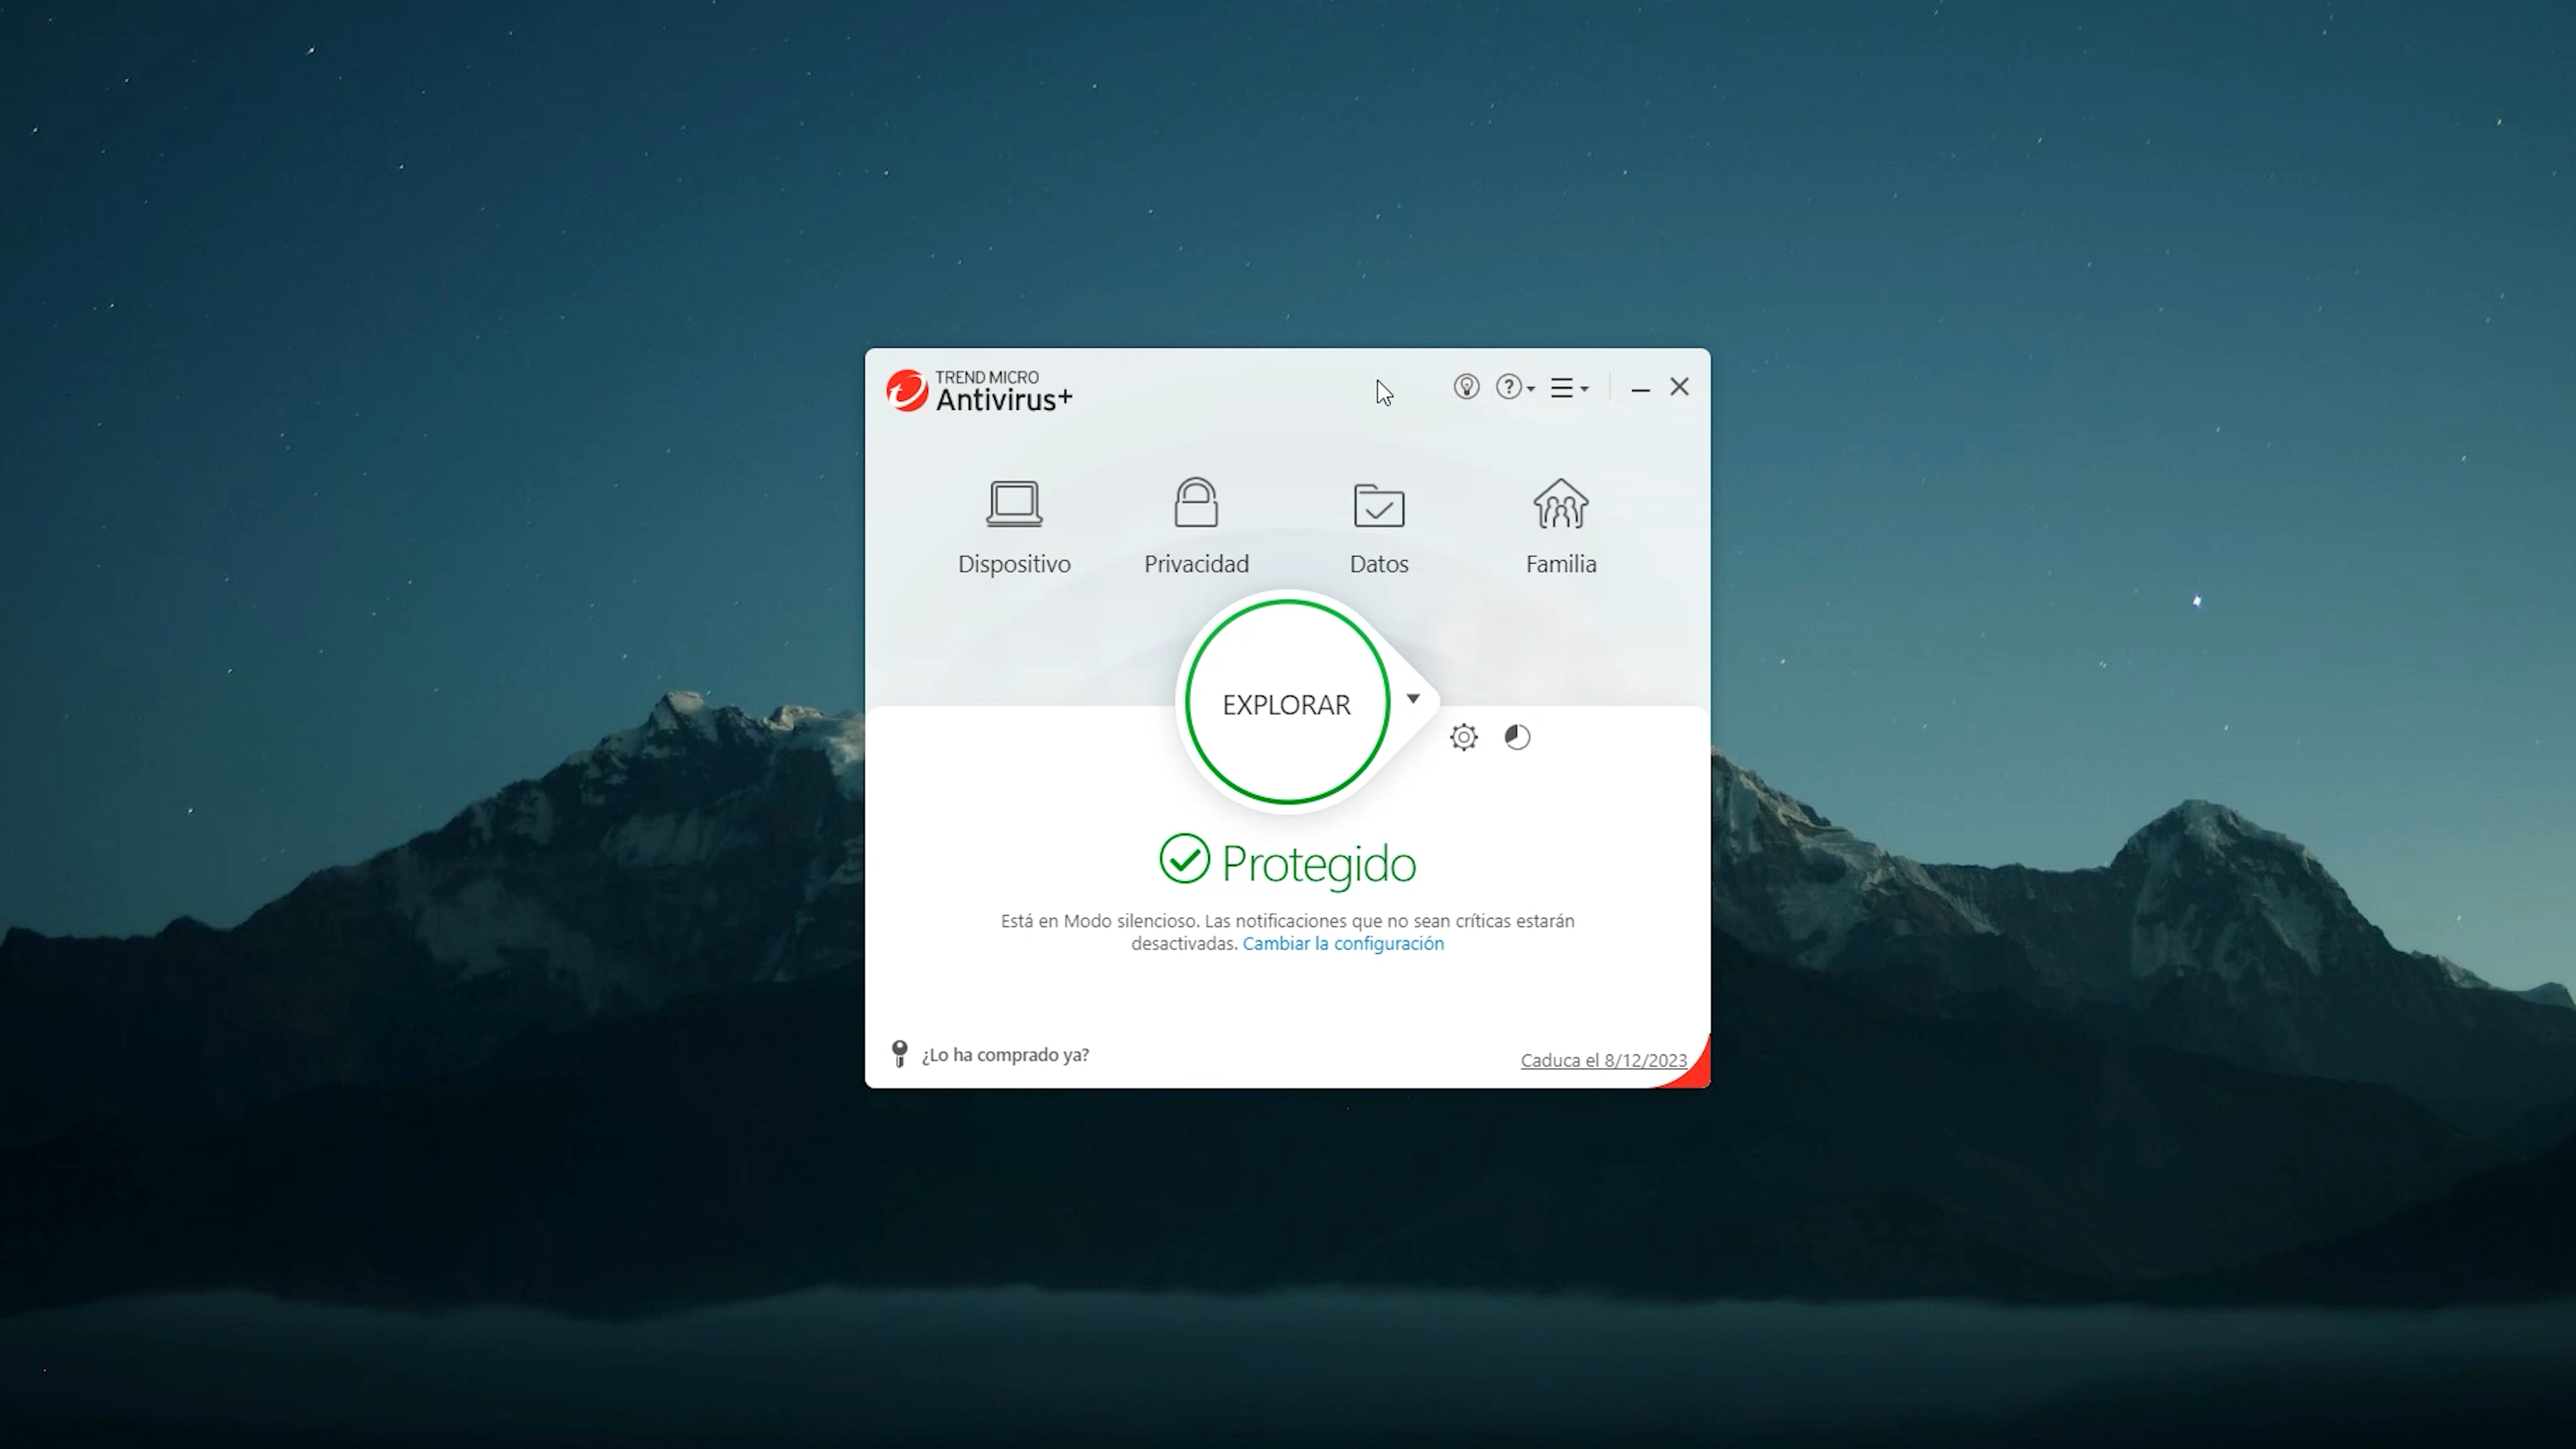 TREND MICRO
Antivirus+
Dispositivo
Privacidad
Datos
Familia
EXPLORAR
Protegido
Está en Modo silencioso. Las notificaciones que no sean críticas estarán
desactivadas. Cambiar la configuración
¿Lo ha comprado ya?
Caduca el 8/12/2023